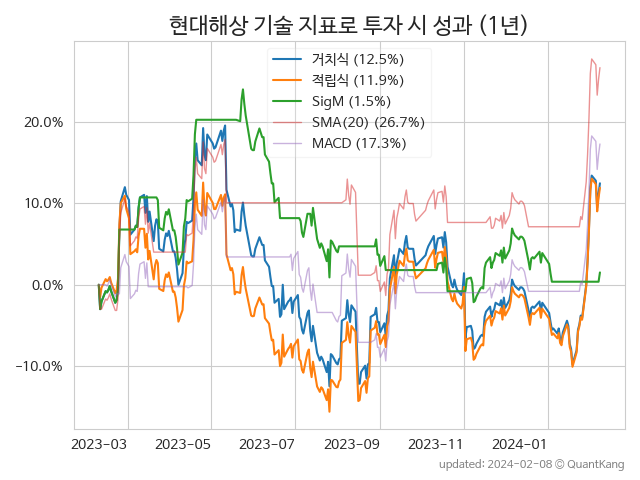 현대해상 기술 지표로 투자 시 성과 (1년)
거치식 (12.5%)
적립식 (11.9%)
SigM (1.5%)
SMA(20) (26.7%)
MACD (17.3%)
20.0%
10.0%
0.0%
−10.0%
2023-03 2023-05 2023-07 2023-09 2023-11 2024-01
updated: 2024-02-08 © QuantKang